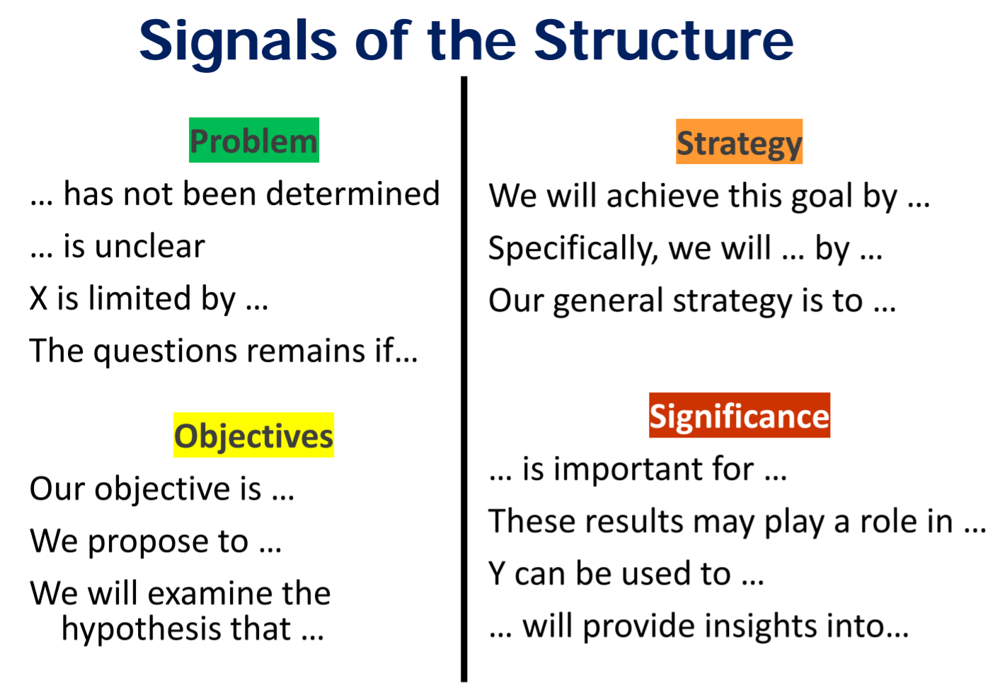 Signals of the Structure
Problem
... has not been determined
... is unclear
X is limited by ...
The questions remains if...
Objectives
Our objective is ...
We propose to ...
We will examine the
hypothesis that ...
Strategy
We will achieve this goal by ...
Specifically, we will ... by ...
Our general strategy is to ...
Significance
... is important for ...
These results may play a role in ...
Y can be used to ...
... will provide insights into...